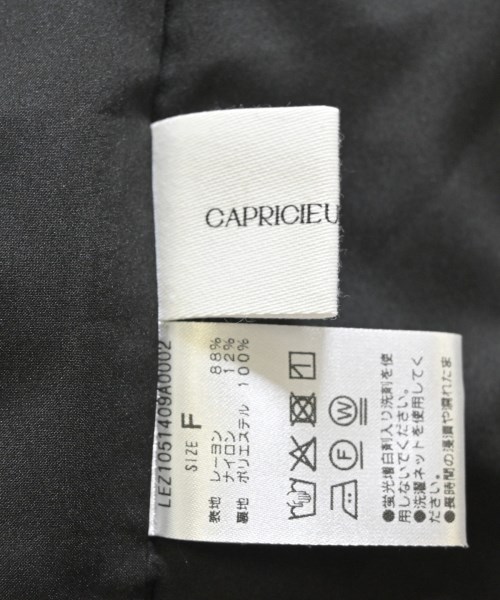 CAPRICIEU
LEZ1051409A0002
SIZE F
表地 レーヨン 88%
ナイロン 12%
裏地 ポリエステル 100%
F W
●蛍光増白剤入り洗剤を使
用しないでください。
●洗濯ネットを使用してく
ださい。
●長時間の浸漬や濡れたま